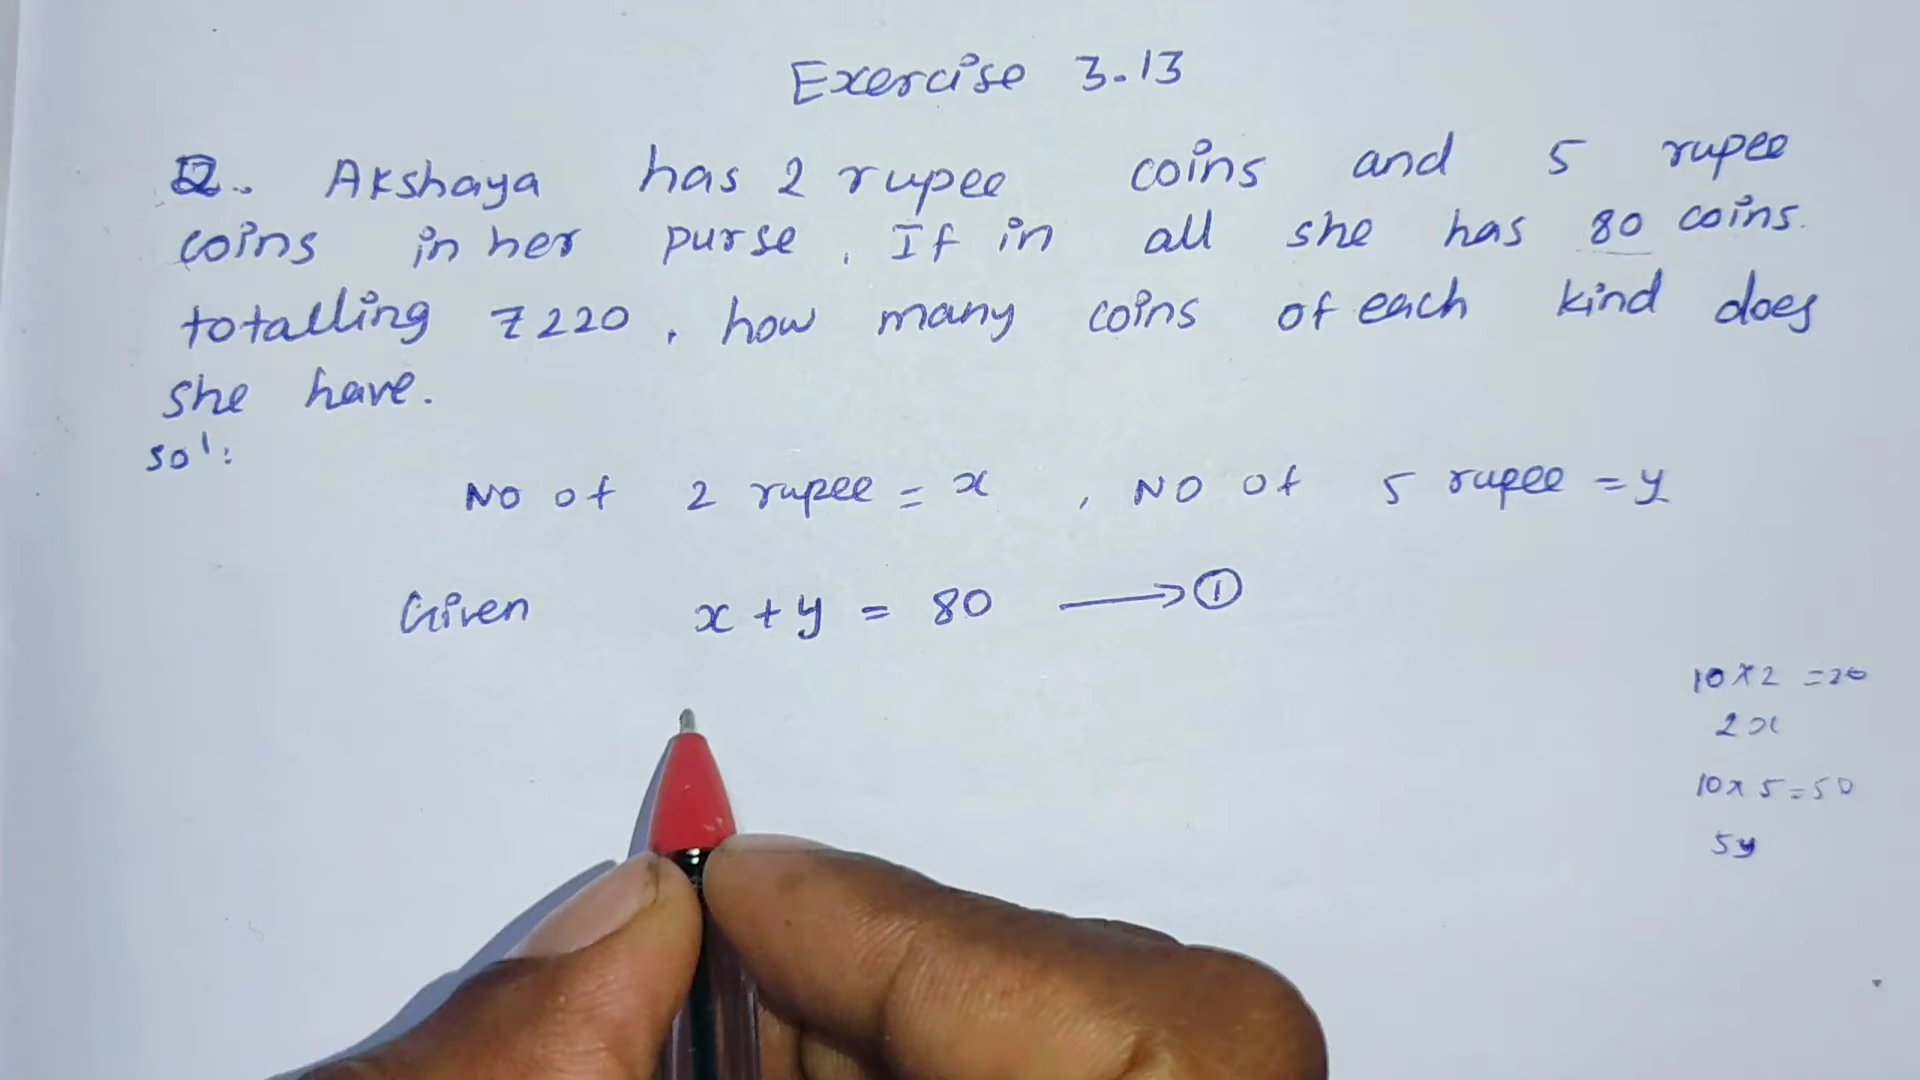 Exercise 3.13
2. Akshaya has 2 rupee coins and 5 rupee
coins in her purse. If in all she has 80 coins.
totalling ₹220, how many coins of each kind does
she have.
Sol:
No of 2 rupee = x , No of 5 rupee = y
Given x + y = 80 ⟶ ①
10 x 2 = 20
2x
10 x 5 = 50
5y